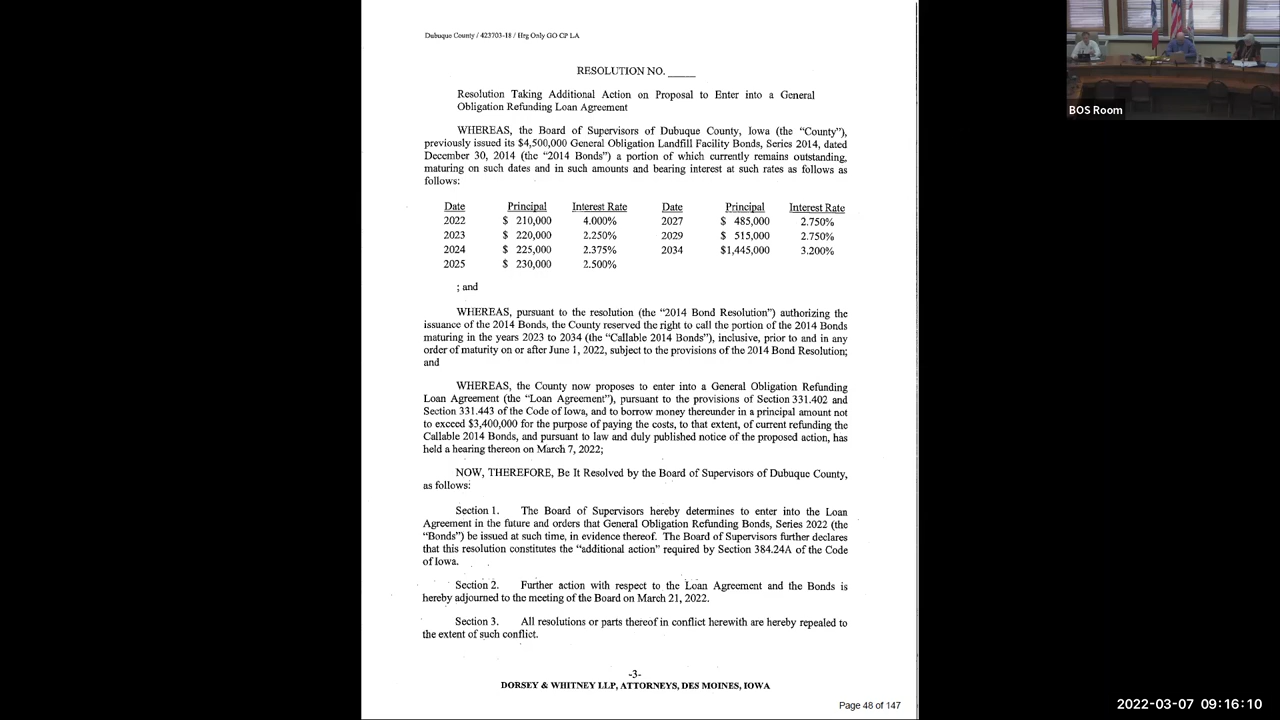 Dubuque County / 423703-18 / Hrg Only GO CP LA
RESOLUTION NO. _____
Resolution Taking Additional Action on Proposal to Enter into a General
Obligation Refunding Loan Agreement
WHEREAS, the Board of Supervisors of Dubuque County, Iowa (the “County”),
previously issued its $4,500,000 General Obligation Landfill Facility Bonds, Series 2014, dated
December 30, 2014 (the “2014 Bonds”) a portion of which currently remains outstanding,
maturing on such dates and in such amounts and bearing interest at such rates as follows as
follows:
Date Principal Interest Rate Date Principal Interest Rate
2022 $ 210,000 4.000% 2027 $ 485,000 2.750%
2023 $ 220,000 2.250% 2029 $ 515,000 2.750%
2024 $ 225,000 2.375% 2034 $1,445,000 3.200%
2025 $ 230,000 2.500%
; and
WHEREAS, pursuant to the resolution (the “2014 Bond Resolution”) authorizing the
issuance of the 2014 Bonds, the County reserved the right to call the portion of the 2014 Bonds
maturing in the years 2023 to 2034 (the “Callable 2014 Bonds”), inclusive, prior to and in any
order of maturity on or after June 1, 2022, subject to the provisions of the 2014 Bond Resolution;
and
WHEREAS, the County now proposes to enter into a General Obligation Refunding
Loan Agreement (the “Loan Agreement”), pursuant to the provisions of Section 331.402 and
Section 331.443 of the Code of Iowa, and to borrow money thereunder in a principal amount not
to exceed $3,400,000 for the purpose of paying the costs, to that extent, of current refunding the
Callable 2014 Bonds, and pursuant to law and duly published notice of the proposed action, has
held a hearing thereon on March 7, 2022;
NOW, THEREFORE, Be It Resolved by the Board of Supervisors of Dubuque County,
as follows:
Section 1. The Board of Supervisors hereby determines to enter into the Loan
Agreement in the future and orders that General Obligation Refunding Bonds, Series 2022 (the
“Bonds”) be issued at such time, in evidence thereof. The Board of Supervisors further declares
that this resolution constitutes the “additional action” required by Section 384.24A of the Code
of Iowa.
Section 2. Further action with respect to the Loan Agreement and the Bonds is
hereby adjourned to the meeting of the Board on March 21, 2022.
Section 3. All resolutions or parts thereof in conflict herewith are hereby repealed to
the extent of such conflict.
-3-
DORSEY & WHITNEY LLP, ATTORNEYS, DES MOINES, IOWA
Page 48 of 147
BOS Room
2022-03-07 09:16:10